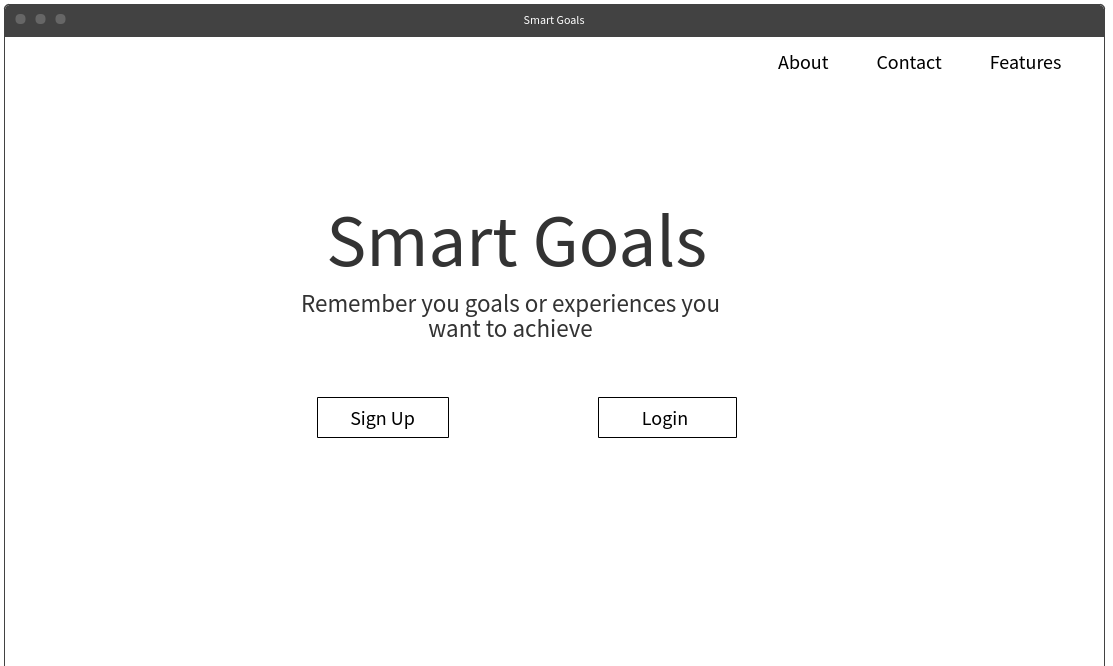 Smart Goals
About Contact Features
Smart Goals
Remember you goals or experiences you
want to achieve
Sign Up Login